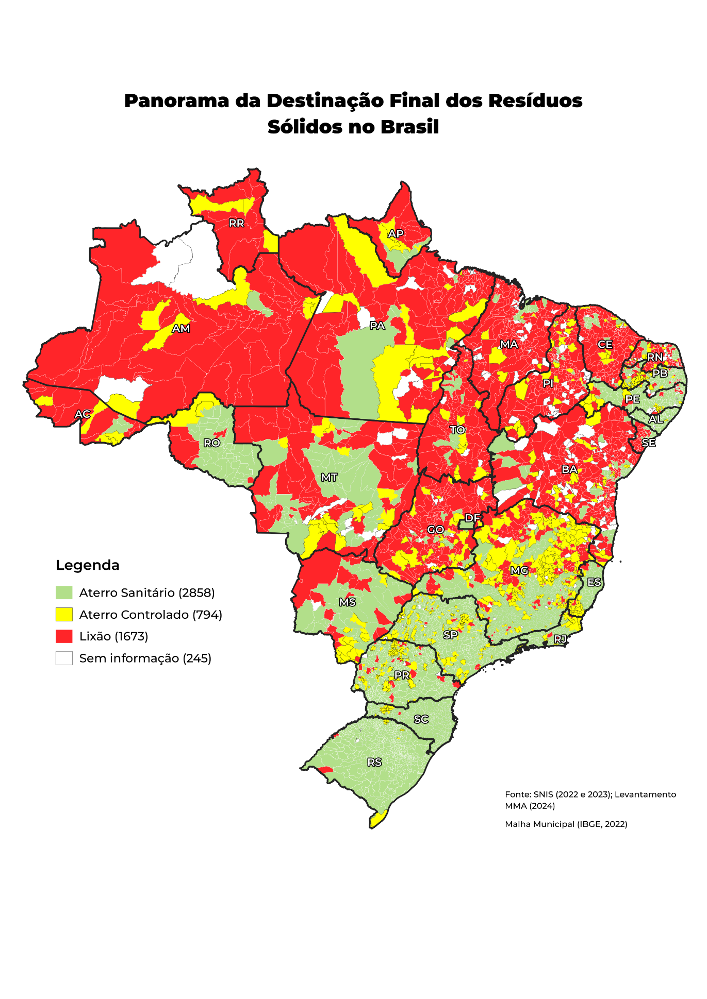 Panorama da Destinação Final dos Resíduos
Sólidos no Brasil
RR
AP
AM
PA
MA
CE
RN
PB
PI
PE
AC
AL
TO
RO
SE
MT
BA
DF
GO
MG
ES
MS
SP
RJ
PR
SC
RS
Legenda
Aterro Sanitário (2858)
Aterro Controlado (794)
Lixão (1673)
Sem informação (245)
Fonte: SNIS (2022 e 2023); Levantamento
MMA (2024)
Malha Municipal (IBGE, 2022)